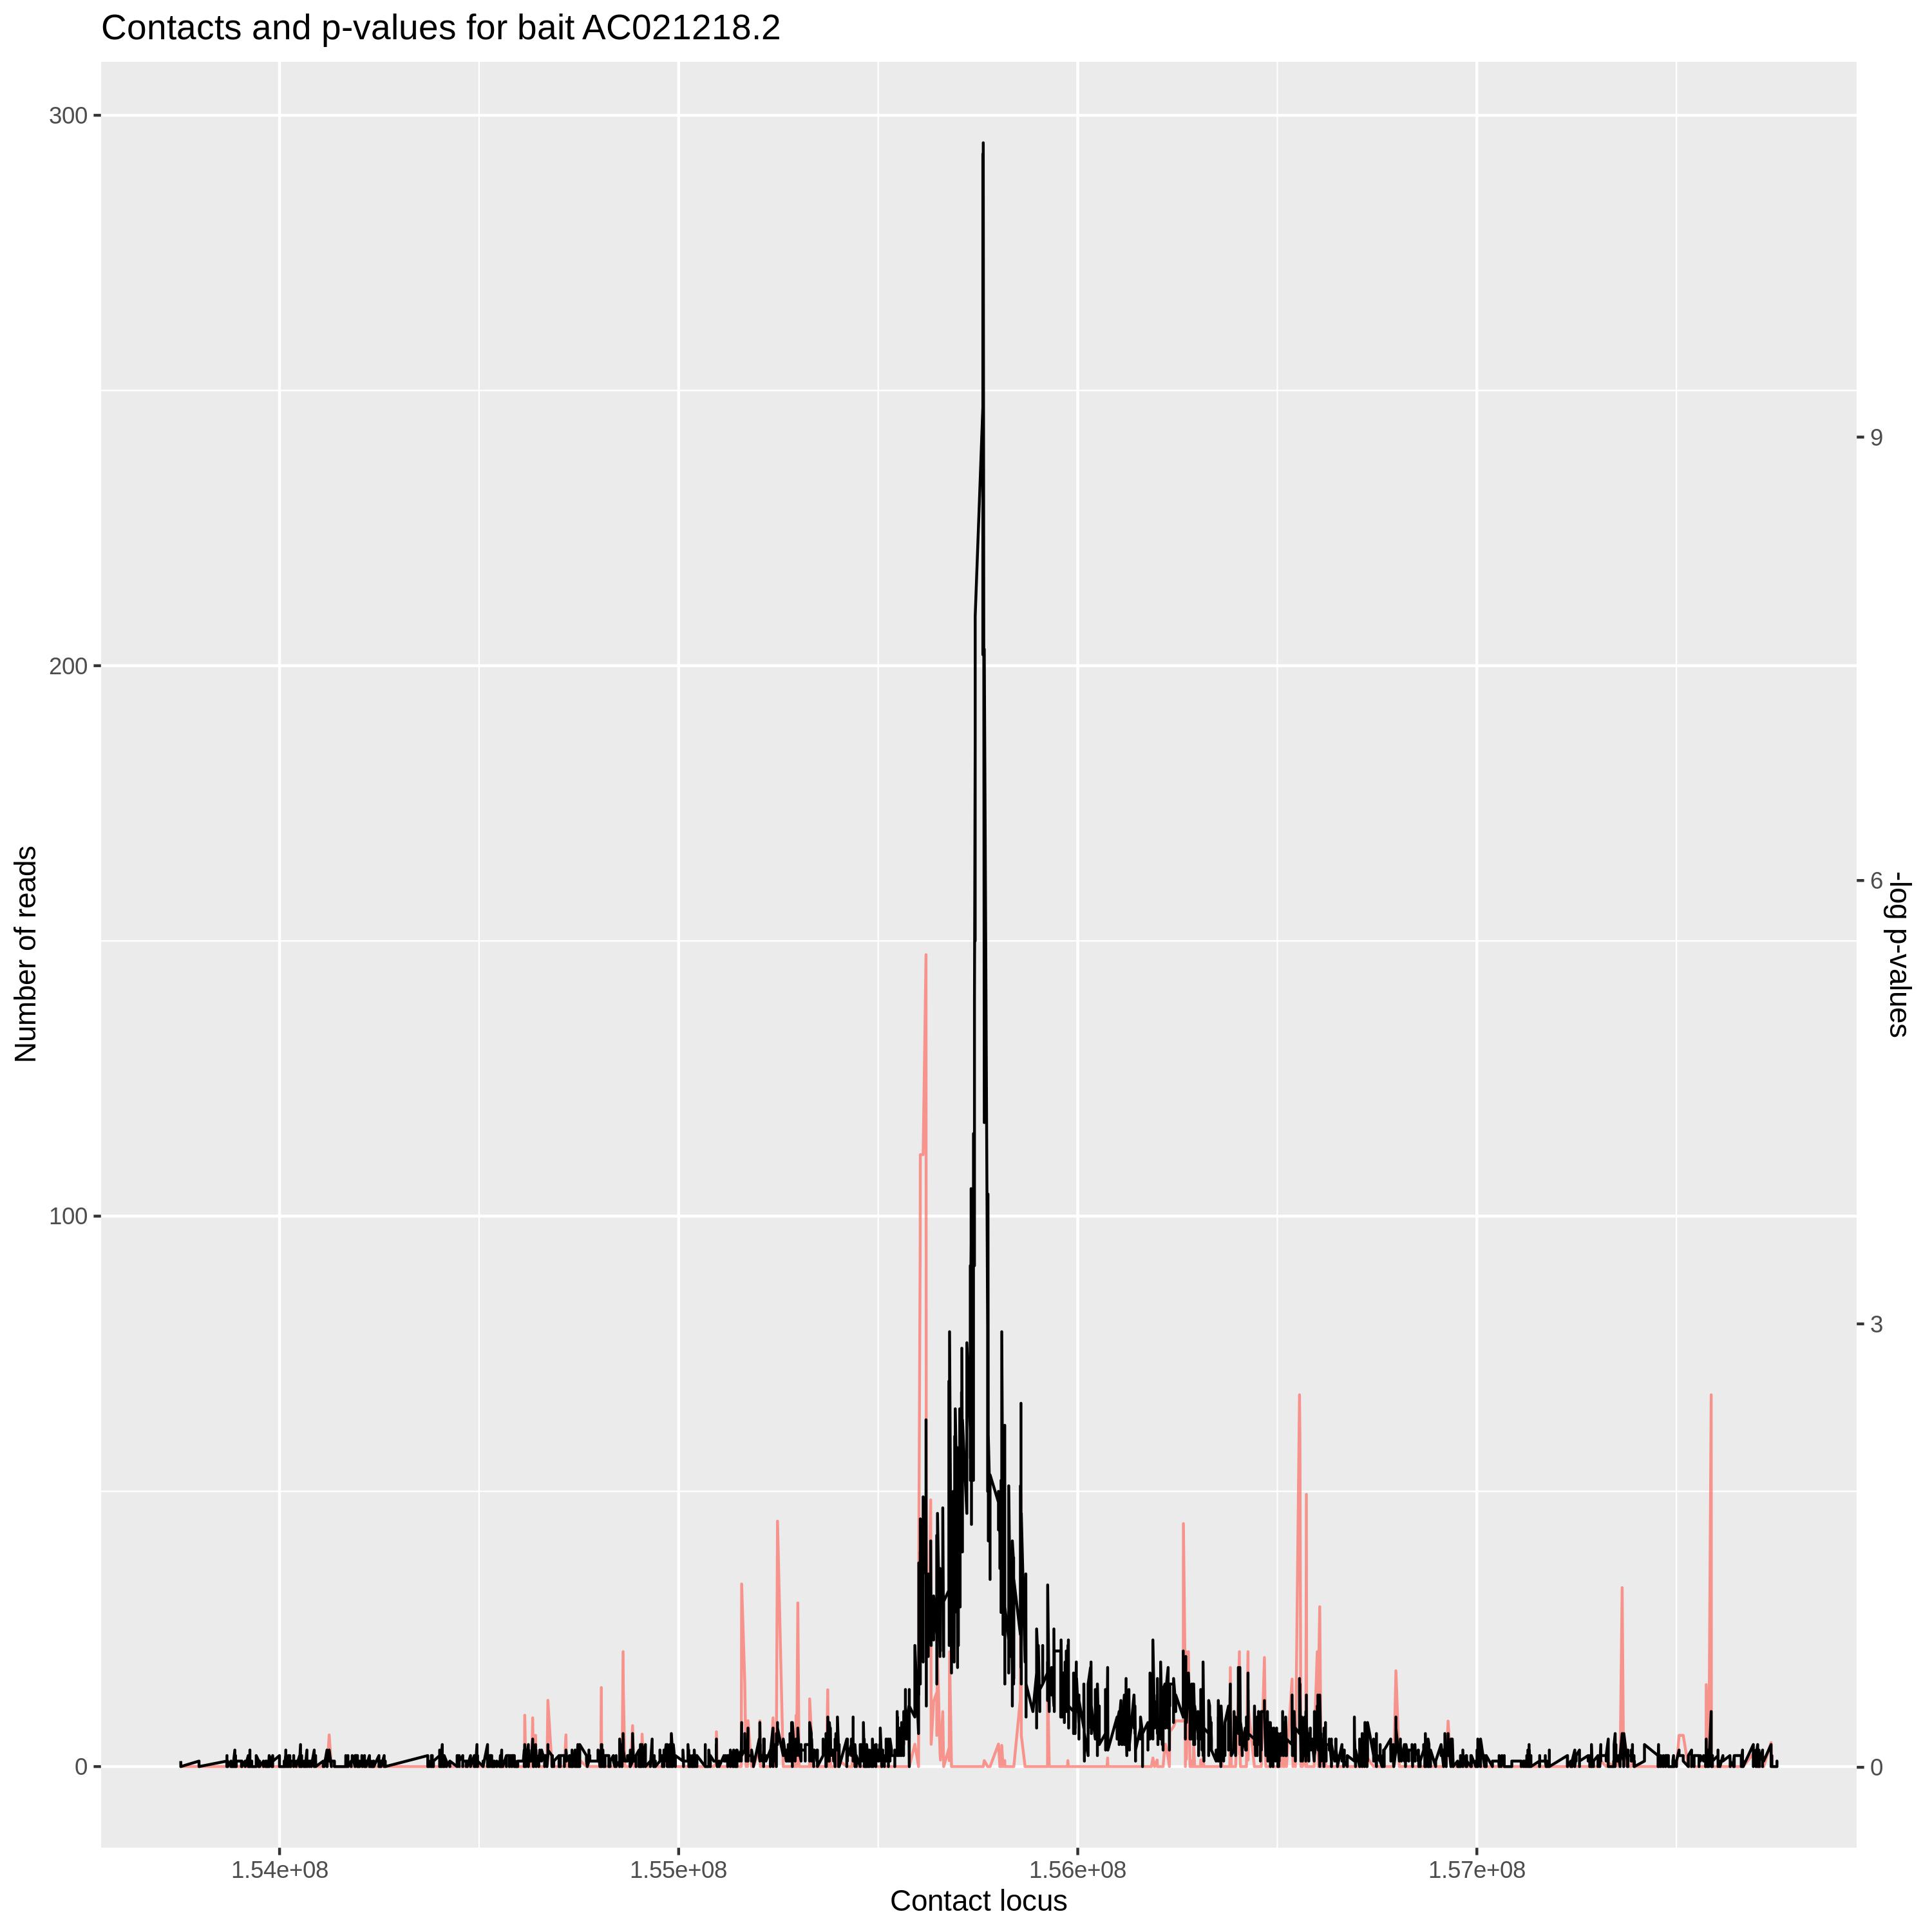 Contacts and p-values for bait AC021218.2
300
200
100
0
Number of reads
9
6
3
0
-log p-values
1.54e+08
1.55e+08
1.56e+08
1.57e+08
Contact locus